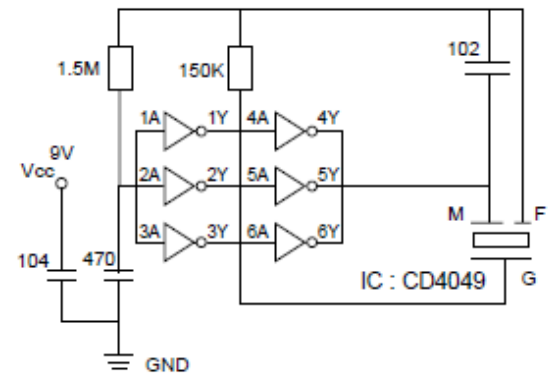 1.5M
150K
102
1A 1Y 4A 4Y
9V
Vcc
2A 2Y 5A 5Y
3A 3Y 6A 6Y
M F
104 470
IC : CD4049 G
GND